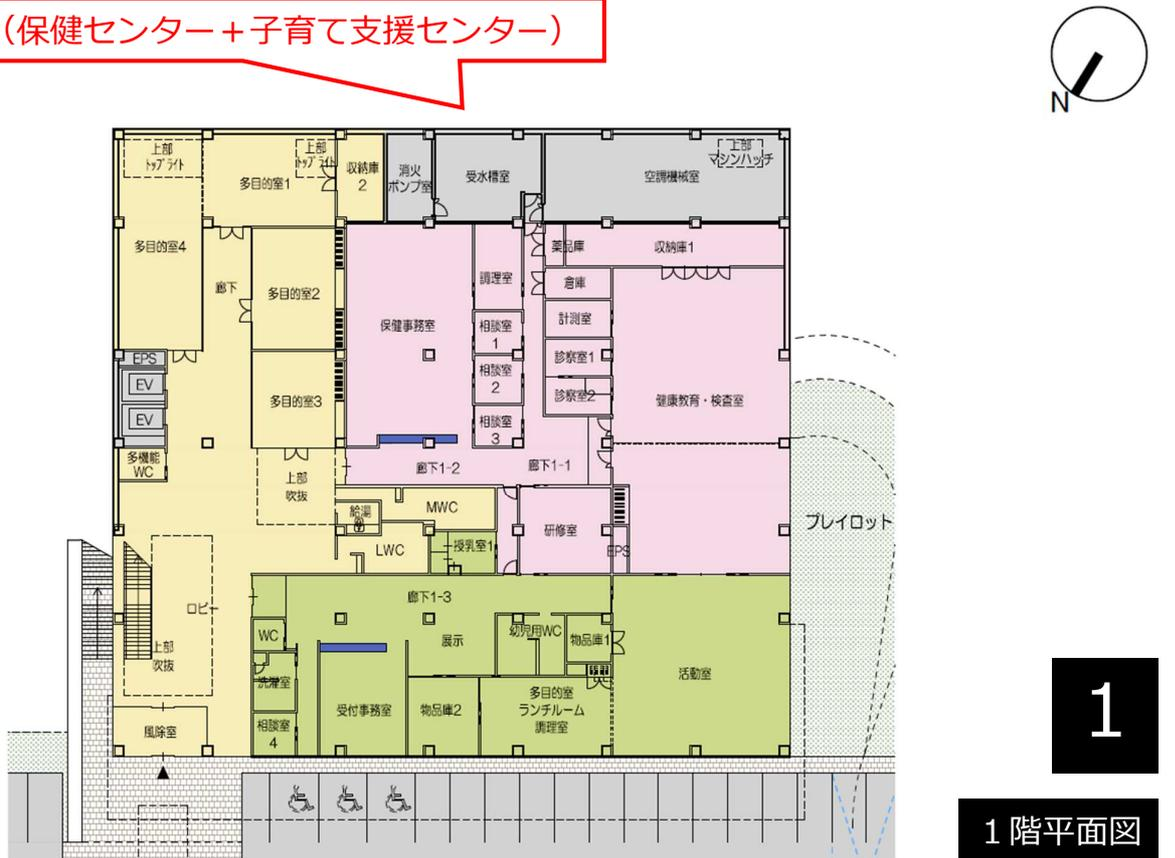 （保健センター＋子育て支援センター）
N
上部
トップライト
上部
トップライト
多目的室1
収納庫
2
消火
ポンプ室
受水槽室
上部
マシンハッチ
空調機械室
多目的室4
廊下
多目的室2
保健事務室
調理室
薬品庫
収納庫1
倉庫
計測室
相談室
1
EPS
EV
EV
多目的室3
相談室
2
診察室1
診察室2
健康教育・検査室
相談室
3
多機能
WC
上部
吹抜
廊下1-2
廊下1-1
給湯
MWC
研修室
プレイロット
LWC
授乳室1
EPS
ロビー
廊下1-3
WC
展示
幼児用WC
物品庫1
上部
吹抜
洗濯室
活動室
風除室
相談室
4
受付事務室
物品庫2
多目的室
ランチルーム
調理室
1
１階平面図